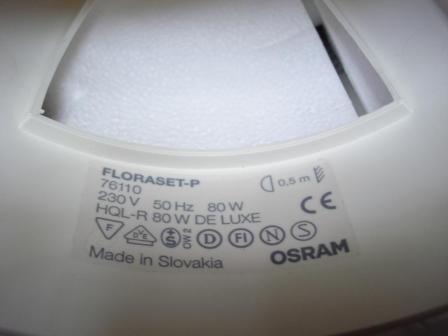 FLORASET-P
76110
230 V 50 Hz 80 W
0,5 m
HQL-R 80 W DE LUXE
CE
F D FI N S
OSRAM
Made in Slovakia